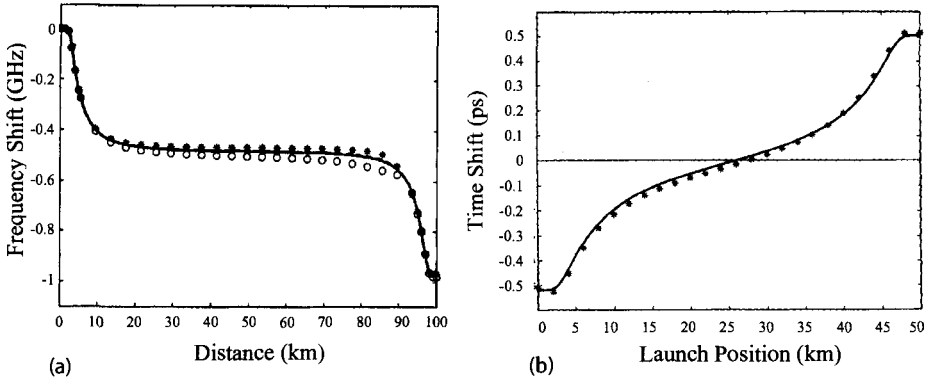 0
-0.2
-0.4
-0.6
-0.8
-1
Frequency Shift (GHz)
0 10 20 30 40 50 60 70 80 90 100
Distance (km)
(a)
0.5
0.4
0.3
0.2
0.1
0
-0.1
-0.2
-0.3
-0.4
-0.5
Time Shift (ps)
0 5 10 15 20 25 30 35 40 45 50
Launch Position (km)
(b)